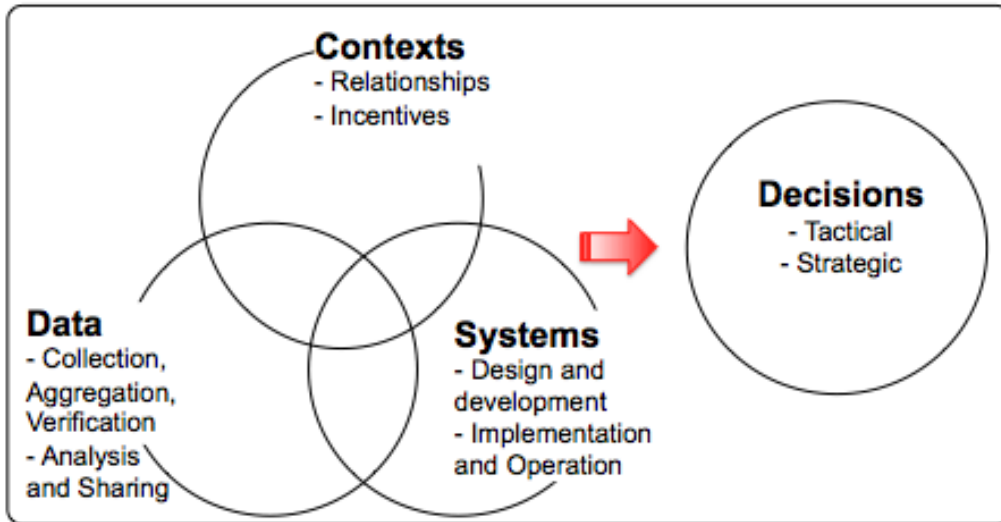 Contexts
- Relationships
- Incentives
Data
- Collection,
Aggregation,
Verification
- Analysis
and Sharing
Systems
- Design and
development
- Implementation
and Operation
Decisions
- Tactical
- Strategic